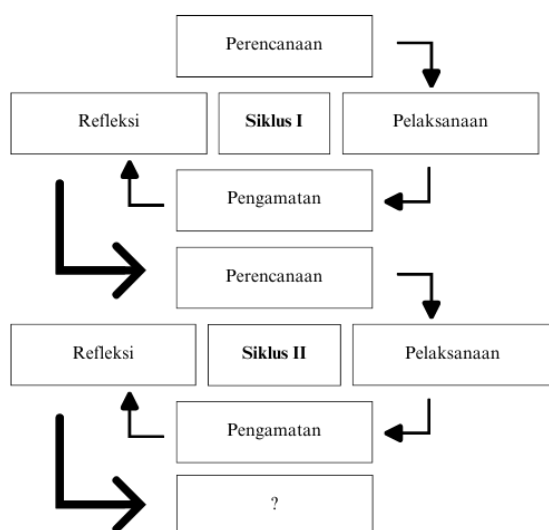 Perencanaan
Refleksi
Siklus I
Pelaksanaan
Pengamatan
Perencanaan
Refleksi
Siklus II
Pelaksanaan
Pengamatan
?